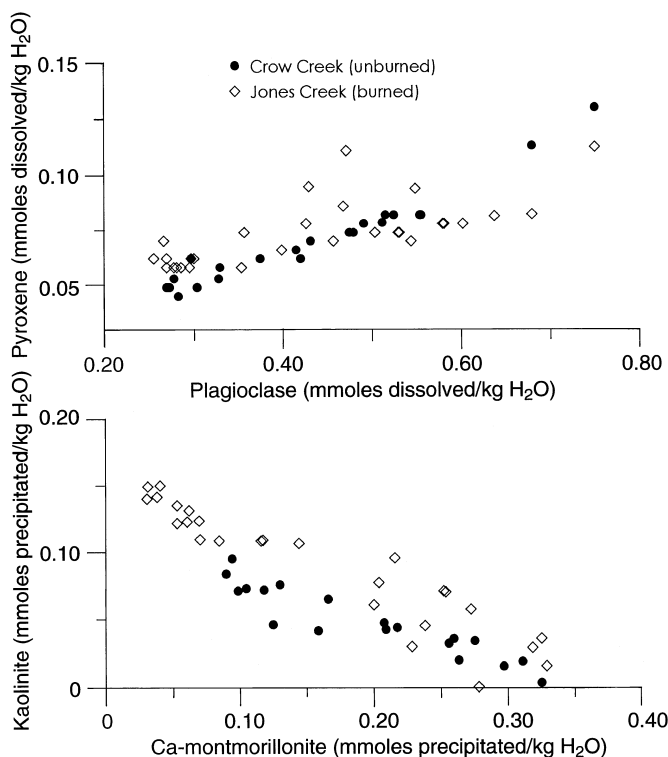 Pyroxene (mmoles dissolved/kg H₂O)
0.15
0.10
0.05
Crow Creek (unburned)
Jones Creek (burned)
0.20 0.40 0.60 0.80
Plagioclase (mmoles dissolved/kg H₂O)
Kaolinite (mmoles precipitated/kg H₂O)
0.20
0.10
0
0 0.10 0.20 0.30 0.40
Ca-montmorillonite (mmoles precipitated/kg H₂O)